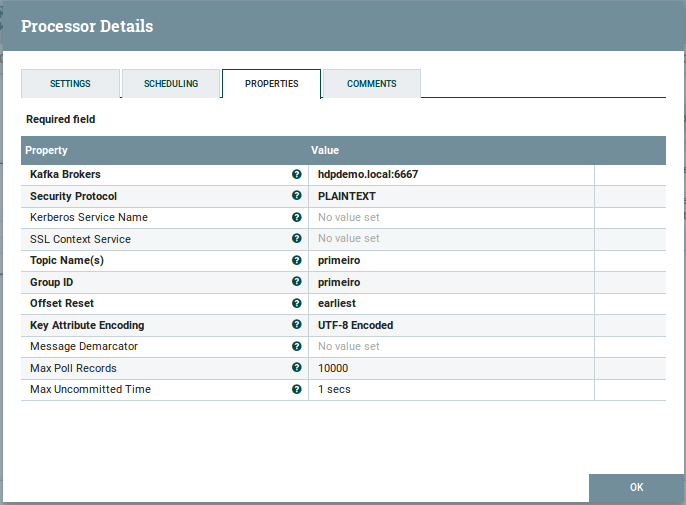 Processor Details
SETTINGS SCHEDULING PROPERTIES COMMENTS
Required field
Property Value
Kafka Brokers ? hdpdemo.local:6667
Security Protocol ? PLAINTEXT
Kerberos Service Name ? No value set
SSL Context Service ? No value set
Topic Name(s) ? primeiro
Group ID ? primeiro
Offset Reset ? earliest
Key Attribute Encoding ? UTF-8 Encoded
Message Demarcator ? No value set
Max Poll Records ? 10000
Max Uncommitted Time ? 1 secs
OK